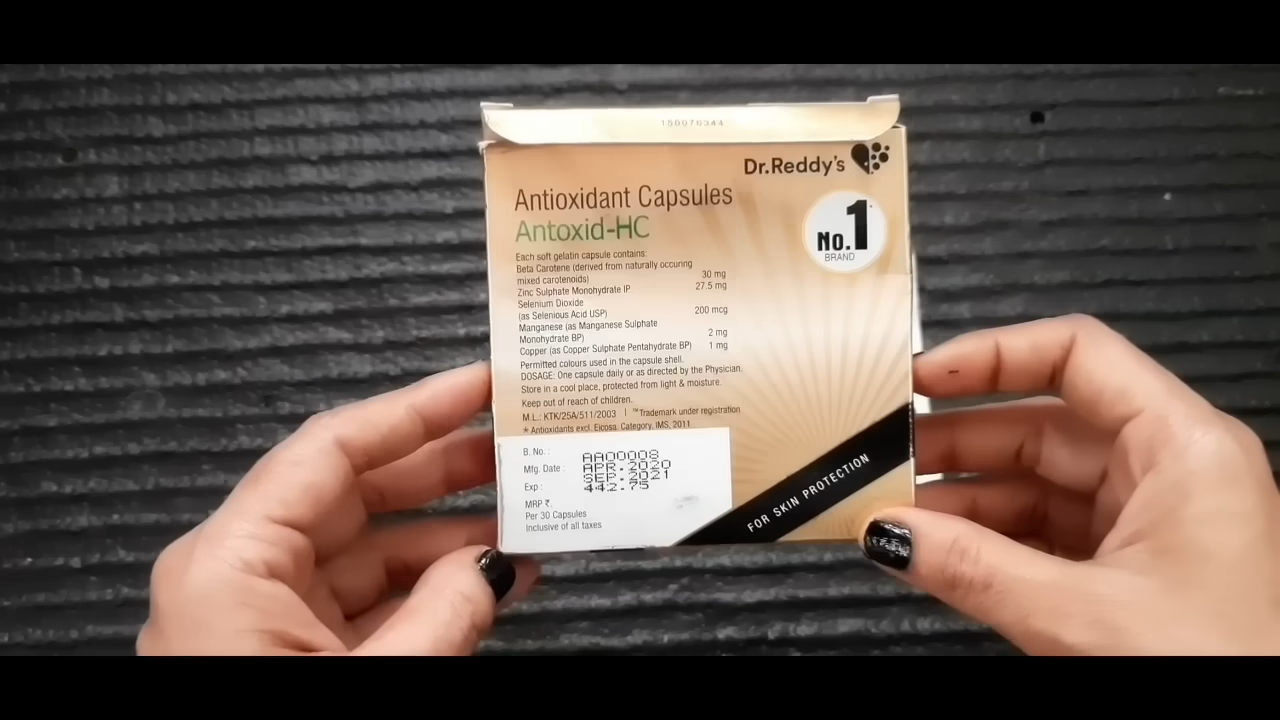 150070344
Dr.Reddy's
Antioxidant Capsules
Antoxid-HC
No.1
BRAND
Each soft gelatin capsule contains:
Beta Carotene (derived from naturally occuring
mixed carotenoids) 30 mg
Zinc Sulphate Monohydrate IP 27.5 mg
Selenium Dioxide
(as Selenious Acid USP) 200 mcg
Manganese (as Manganese Sulphate
Monohydrate BP) 2 mg
Copper (as Copper Sulphate Pentahydrate BP) 1 mg
Permitted colours used in the capsule shell.
DOSAGE: One capsule daily or as directed by the Physician.
Store in a cool place, protected from light & moisture.
Keep out of reach of children.
M.L.: KTK/25A/511/2003 | ™Trademark under registration
* Antioxidants excl. Eicosa. Category, IMS, 2011
B. No.: AA00008
Mfg. Date: APR.2020
Exp: SEP.2021
MRP ₹. 442.75
Per 30 Capsules
Inclusive of all taxes
FOR SKIN PROTECTION